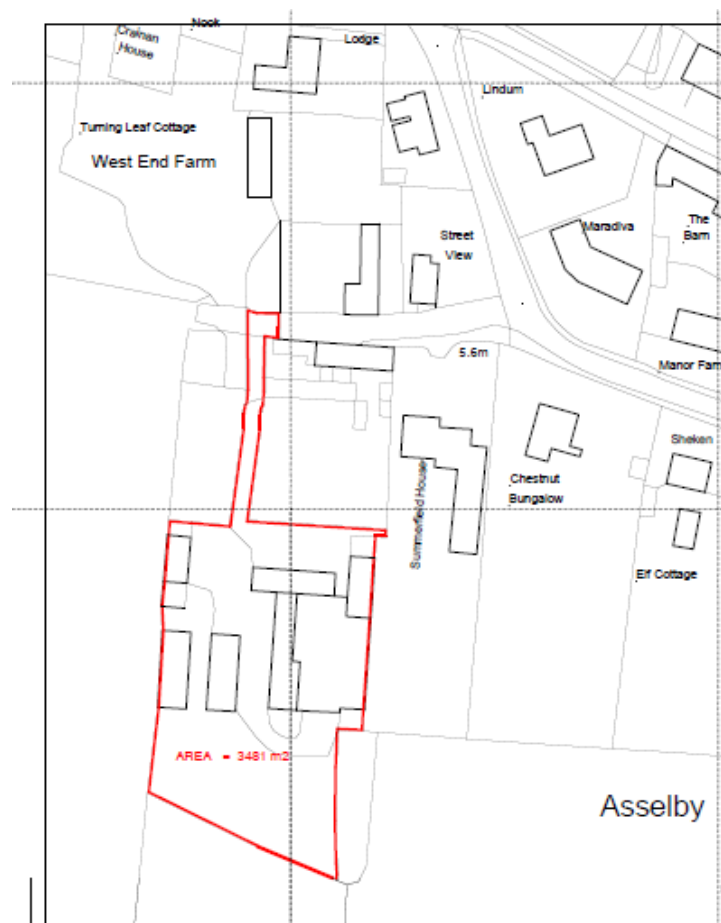 Nook
Crainan
House
Lodge
Lindum
Turning Leaf Cottage
West End Farm
The
Barn
Maradiva
Street
View
5.6m
Manor Farm
Sheken
Summerfield House
Chestnut
Bungalow
Elf Cottage
AREA = 3481 m2
Asselby